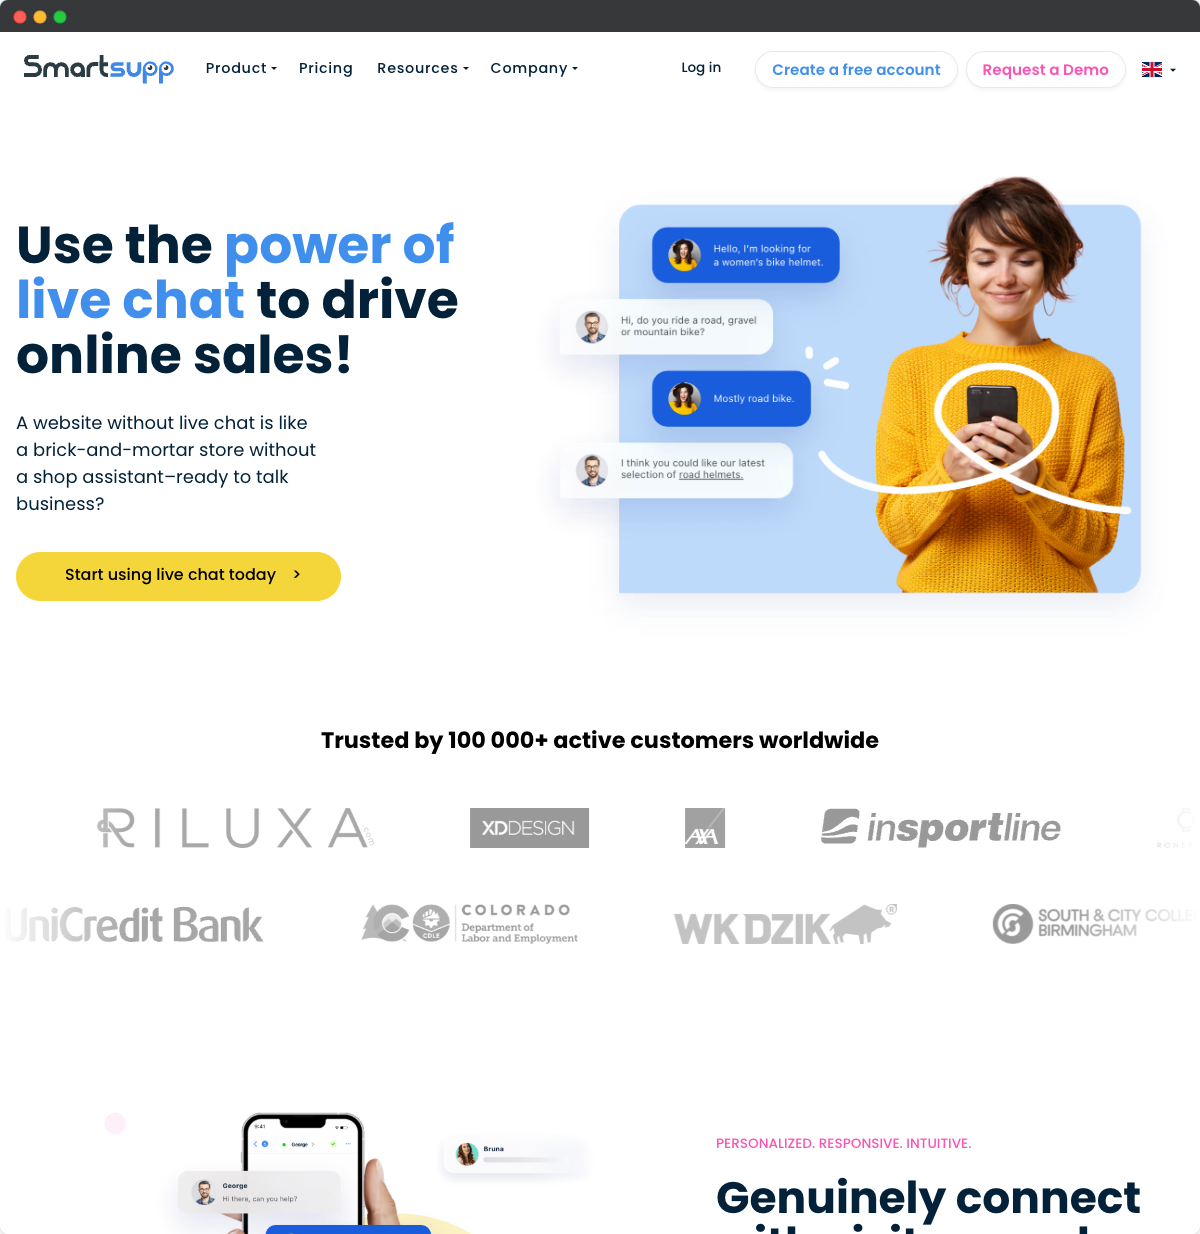 Smartsupp
Product
Pricing
Resources
Company
Log in
Create a free account
Request a Demo
Use the power of
live chat to drive
online sales!
A website without live chat is like
a brick-and-mortar store without
a shop assistant–ready to talk
business?
Start using live chat today >
Hello, I'm looking for
a women's bike helmet.
Hi, do you ride a road, gravel
or mountain bike?
Mostly road bike.
I think you could like our latest
selection of road helmets.
Trusted by 100 000+ active customers worldwide
RILUXA.com
XDDESIGN
AXA
insportline
UniCredit Bank
CDLE
COLORADO
Department of
Labor and Employment
WK DZIK ®
SOUTH & CITY COLLE
BIRMINGHAM
9:41
George
Bruna
George
Hi there, can you help?
PERSONALIZED. RESPONSIVE. INTUITIVE.
Genuinely connect